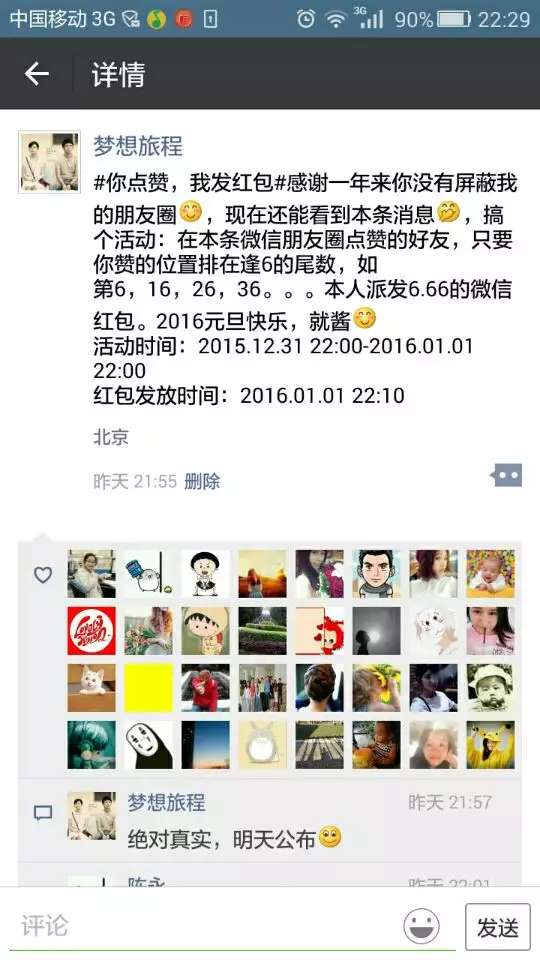 中国移动 3G 3G 90% 22:29
详情
梦想旅程
#你点赞，我发红包#感谢一年来你没有屏蔽我
的朋友圈，现在还能看到本条消息，搞
个活动：在本条微信朋友圈点赞的好友，只要
你赞的位置排在逢6的尾数，如
第6，16，26，36。。。本人派发6.66的微信
红包。2016元旦快乐，就酱
活动时间：2015.12.31 22:00-2016.01.01
22:00
红包发放时间：2016.01.01 22:10
北京
昨天 21:55 删除
梦想旅程 昨天 21:57
绝对真实，明天公布
陈永 昨天 22:01
评论 发送